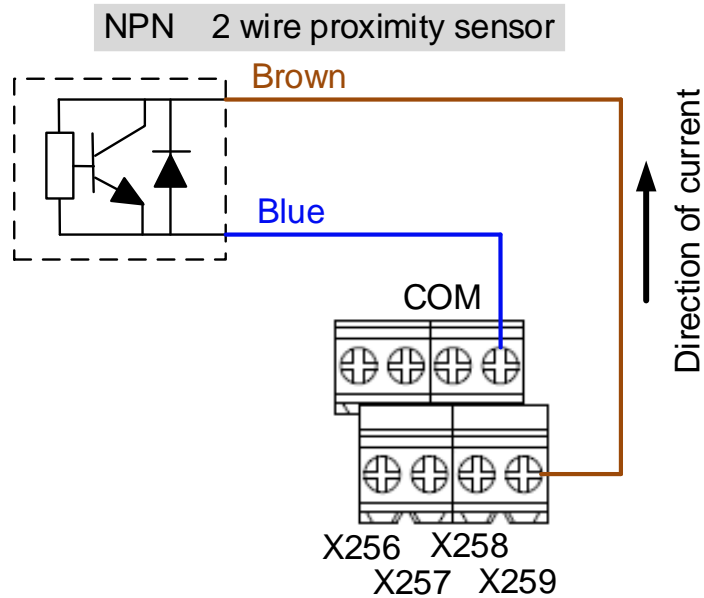 NPN 2 wire proximity sensor
Brown
Blue
Direction of current
COM
X256 X258
X257 X259